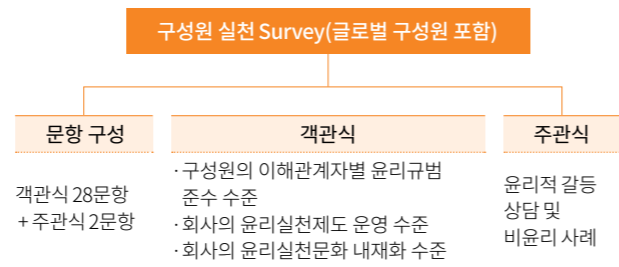 구성원 실천 Survey(글로벌 구성원 포함)
문항 구성
객관식 28문항
+ 주관식 2문항
객관식
· 구성원의 이해관계자별 윤리규범
준수 수준
· 회사의 윤리실천제도 운영 수준
· 회사의 윤리실천문화 내재화 수준
주관식
윤리적 갈등
상담 및
비윤리 사례